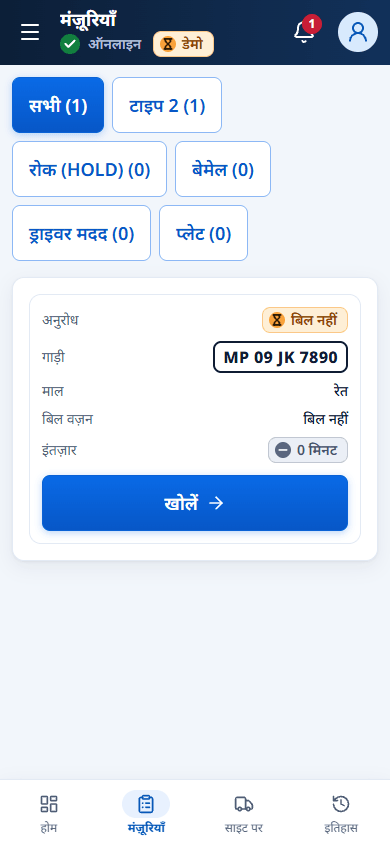 मंज़ूरियाँ
ऑनलाइन
डेमो
1
सभी (1)
टाइप 2 (1)
रोक (HOLD) (0)
बेमेल (0)
ड्राइवर मदद (0)
प्लेट (0)
अनुरोध बिल नहीं
गाड़ी MP 09 JK 7890
माल रेत
बिल वज़न बिल नहीं
इंतज़ार 0 मिनट
खोलें →
होम
मंज़ूरियाँ
साइट पर
इतिहास